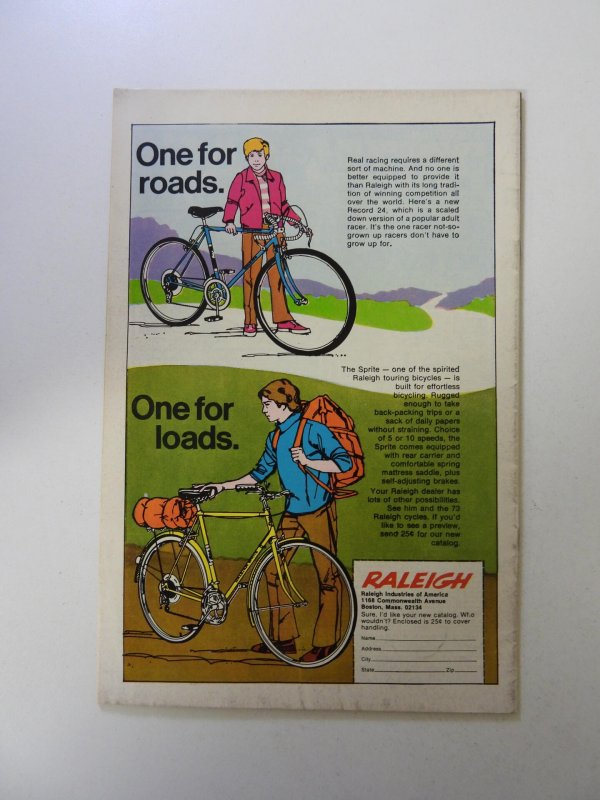 One for
roads.
Real racing requires a different
sort of machine. And no one is
better equipped to provide it
than Raleigh with its long tradi-
tion of winning competition all
over the world. Here's a new
Record 24, which is a scaled
down version of a popular adult
racer. It's the one racer not-so-
grown up racers don't have to
grow up for.
The Sprite — one of the spirited
Raleigh touring bicycles — is
built for effortless
bicycling. Rugged
enough to take
back-packing trips or a
sack of daily papers
without straining. Choice
of 5 or 10 speeds, the
Sprite comes equipped
with rear carrier and
comfortable spring
mattress saddle, plus
self-adjusting brakes.
Your Raleigh dealer has
lots of other possibilities.
See him and the 73
Raleigh cycles. If you'd
like to see a preview,
send 25¢ for our new
catalog.
One for
loads.
RALEIGH
Raleigh Industries of America
1168 Commonwealth Avenue
Boston, Mass. 02134
Sure, I'd like your new catalog. Who
wouldn't? Enclosed is 25¢ to cover
handling.
Name
Address
City
State Zip